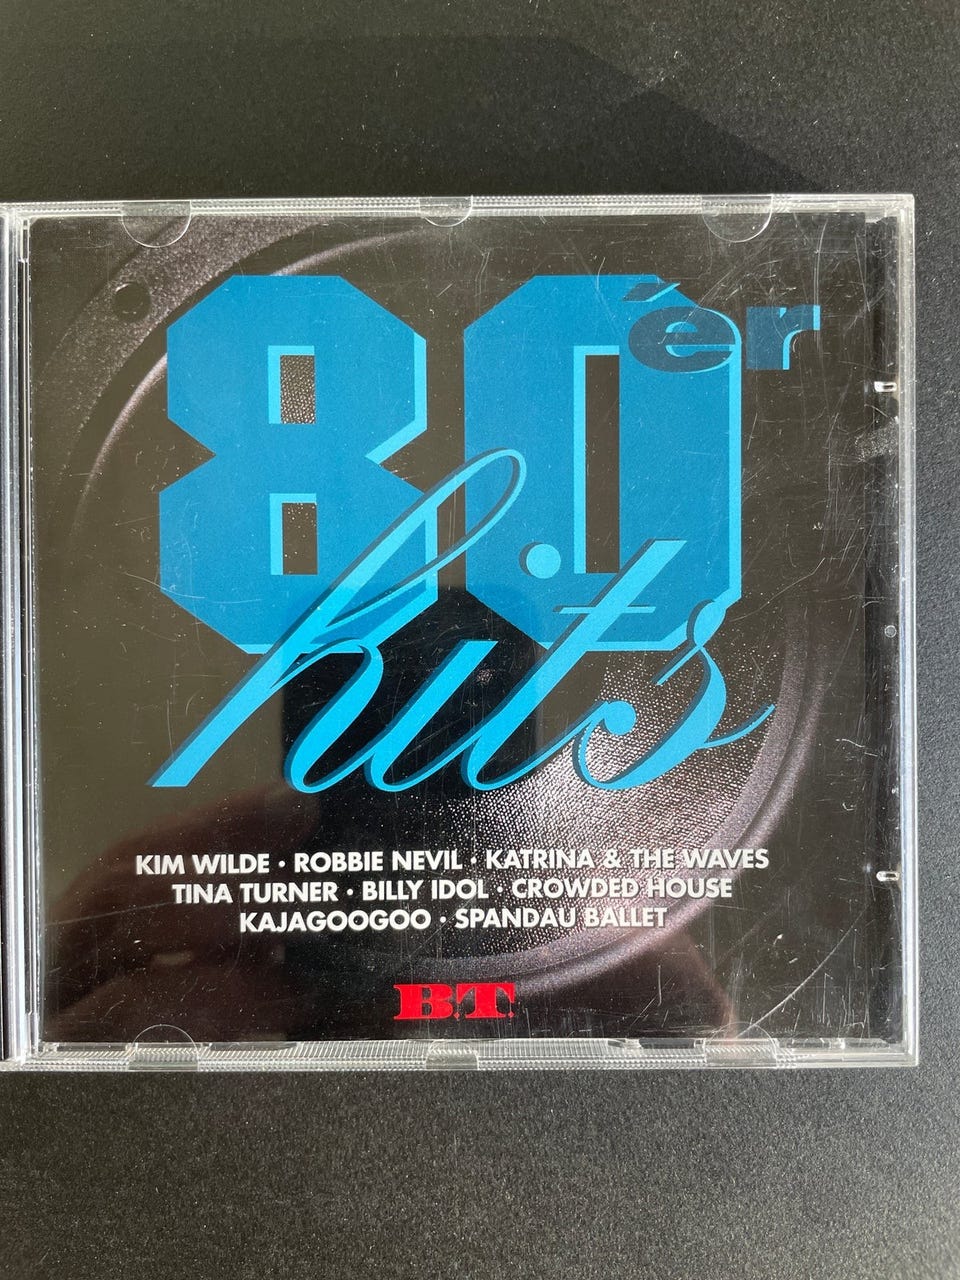 80'er
hits
KIM WILDE · ROBBIE NEVIL · KATRINA & THE WAVES
TINA TURNER · BILLY IDOL · CROWDED HOUSE
KAJAGOOGOO · SPANDAU BALLET
B.T.